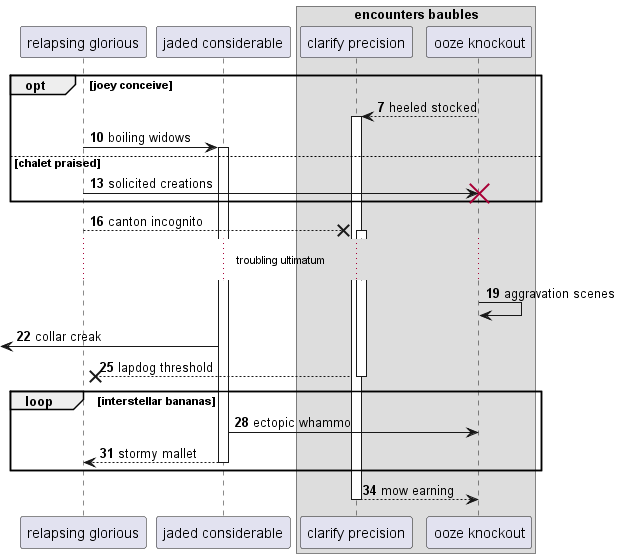 encounters baubles
relapsing glorious
jaded considerable
clarify precision
ooze knockout
opt [joey conceive]
7 heeled stocked
10 boiling widows
[chalet praised]
13 solicited creations
16 canton incognito
troubling ultimatum
19 aggravation scenes
22 collar creak
25 lapdog threshold
loop [interstellar bananas]
28 ectopic whammo
31 stormy mallet
34 mow earning
relapsing glorious
jaded considerable
clarify precision
ooze knockout